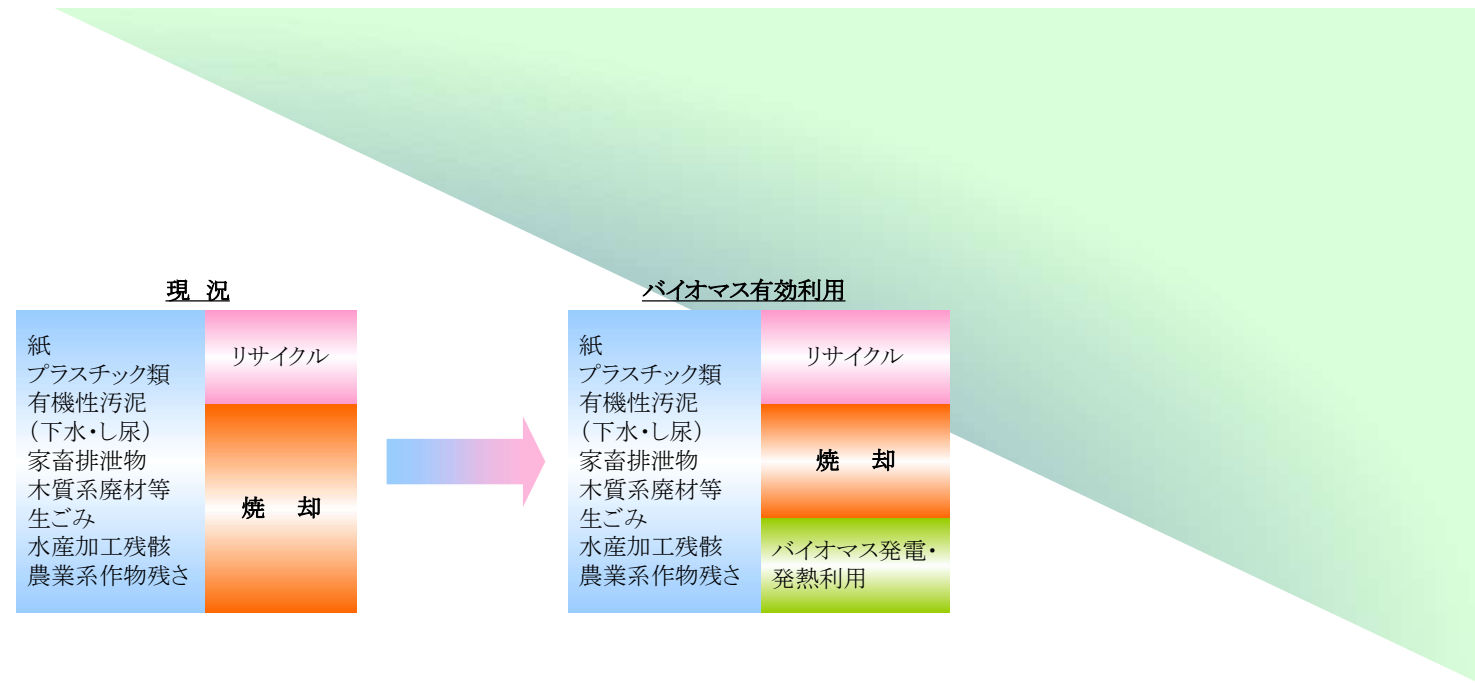 現 況
紙
プラスチック類
有機性汚泥
(下水・し尿)
家畜排泄物
木質系廃材等
生ごみ
水産加工残骸
農業系作物残さ
リサイクル
焼 却
バイオマス有効利用
紙
プラスチック類
有機性汚泥
(下水・し尿)
家畜排泄物
木質系廃材等
生ごみ
水産加工残骸
農業系作物残さ
リサイクル
焼 却
バイオマス発電・
発熱利用